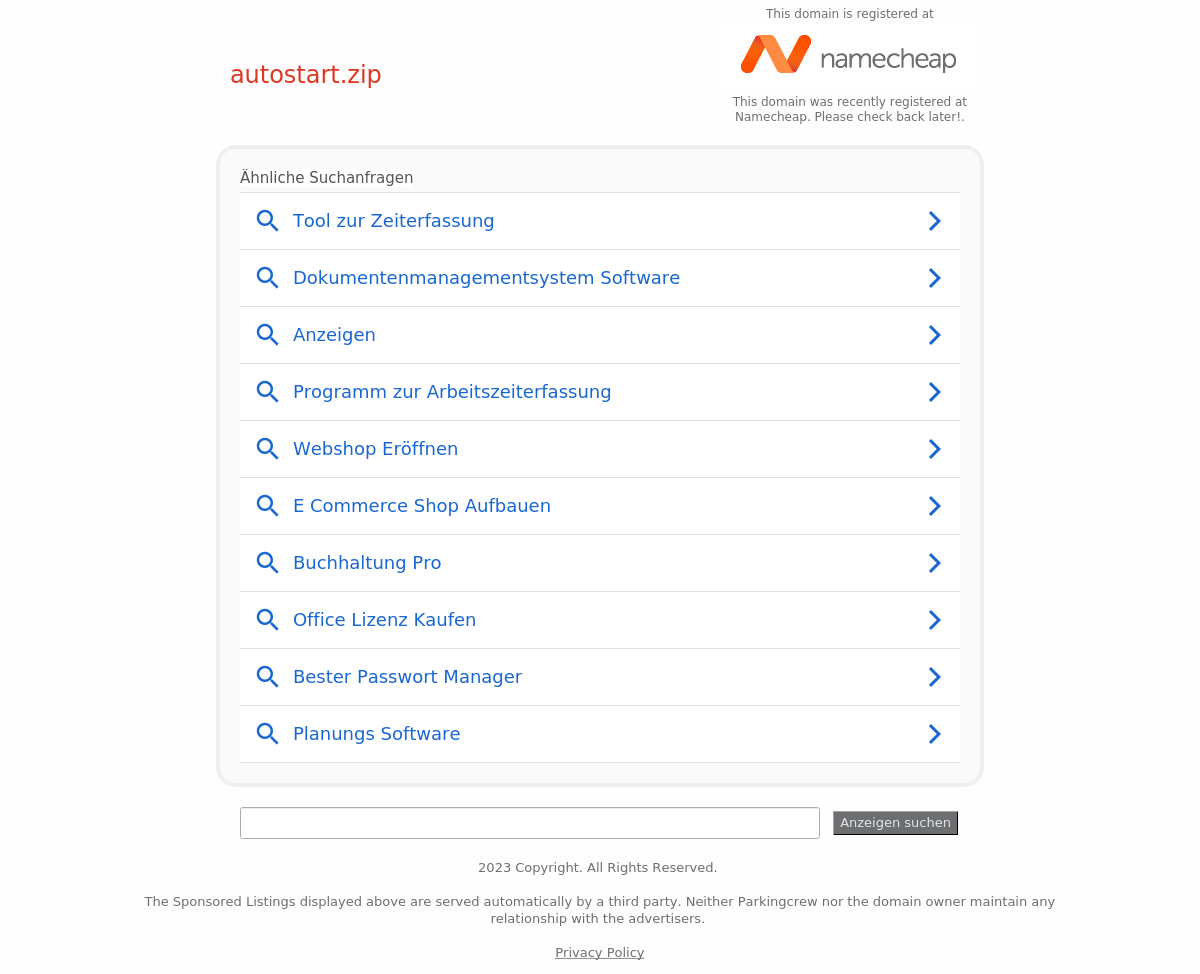 This domain is registered at
namecheap
autostart.zip
This domain was recently registered at
Namecheap. Please check back later!.
Ähnliche Suchanfragen
Tool zur Zeiterfassung
Dokumentenmanagementsystem Software
Anzeigen
Programm zur Arbeitszeiterfassung
Webshop Eröffnen
E Commerce Shop Aufbauen
Buchhaltung Pro
Office Lizenz Kaufen
Bester Passwort Manager
Planungs Software
Anzeigen suchen
2023 Copyright. All Rights Reserved.
The Sponsored Listings displayed above are served automatically by a third party. Neither Parkingcrew nor the domain owner maintain any
relationship with the advertisers.
Privacy Policy